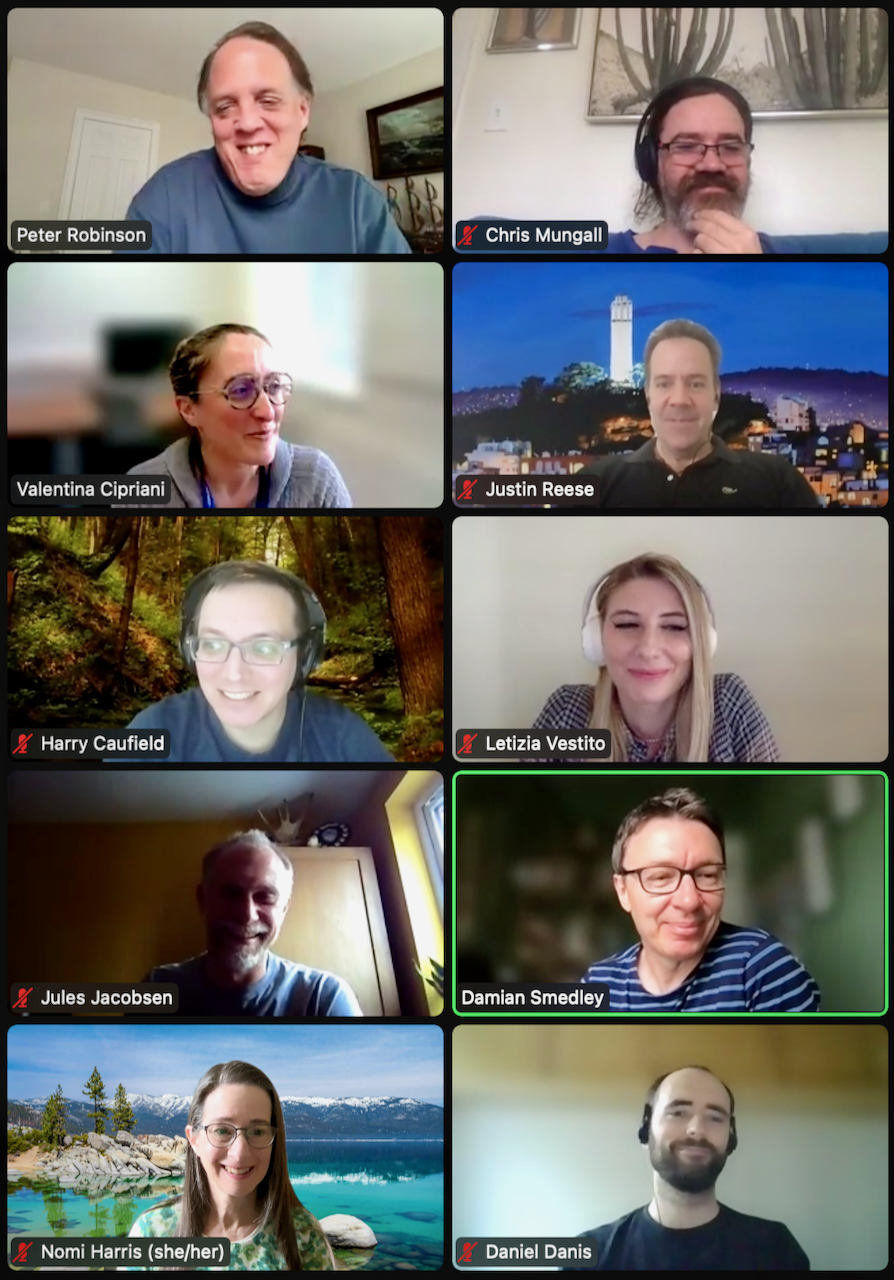 Peter Robinson
Chris Mungall
Valentina Cipriani
Justin Reese
Harry Caufield
Letizia Vestito
Jules Jacobsen
Damian Smedley
Nomi Harris (she/her)
Daniel Danis